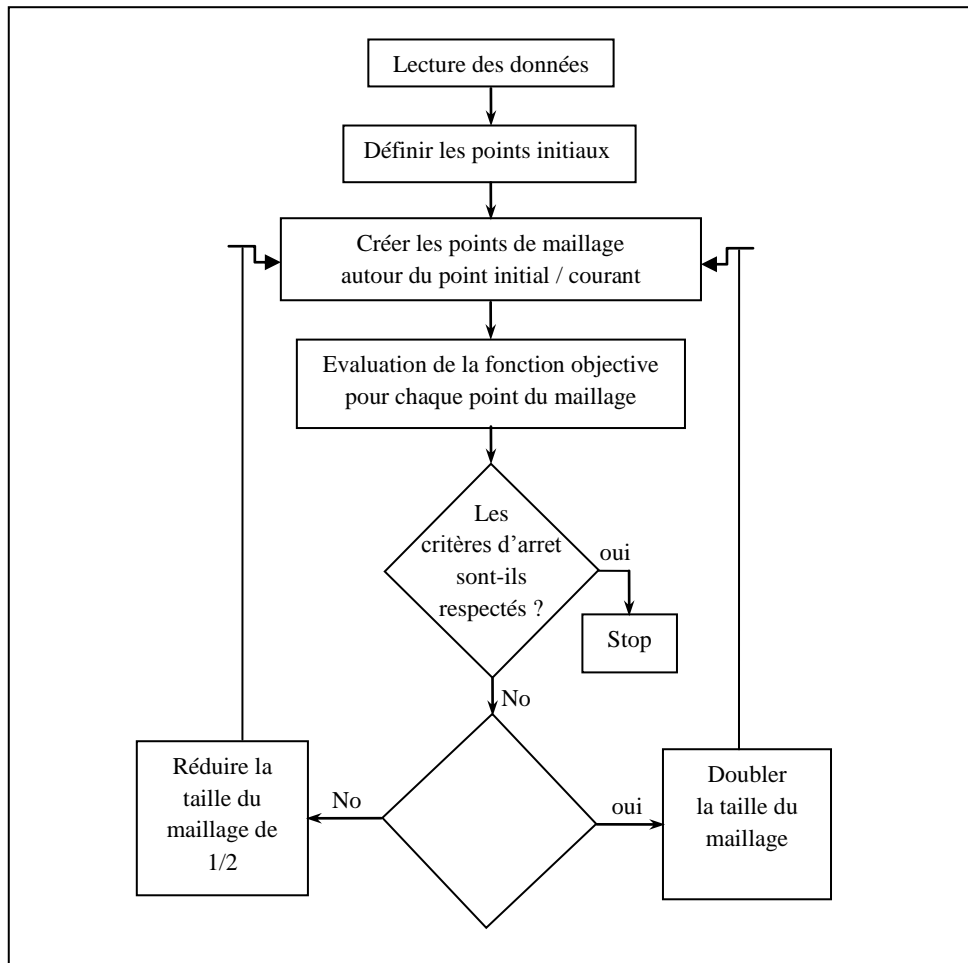 Lecture des données
Définir les points initiaux
Créer les points de maillage
autour du point initial / courant
Evaluation de la fonction objective
pour chaque point du maillage
Les
critères d’arret
sont-ils
respectés ?
oui
Stop
No
Réduire la
taille du
maillage de
1/2
No
oui
Doubler
la taille du
maillage